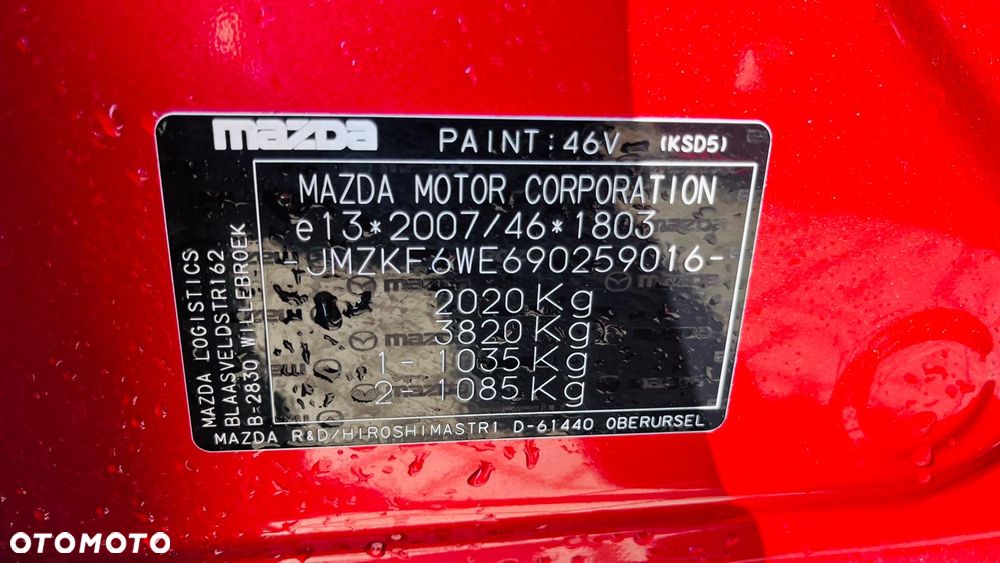 mazda PAINT: 46V (KSD5)
MAZDA MOTOR CORPORATION
e13*2007/46*1803
-JMZKF6WE690259016-
2020 Kg
3820 Kg
1- 1035 Kg
2- 1085 Kg
MAZDA LOGISTICS
BLAASVELDSTR162
B-2830 WILLEBROEK
MAZDA R&D/HIROSHIMASTR1 D-61440 OBERURSEL
OTOMOTO